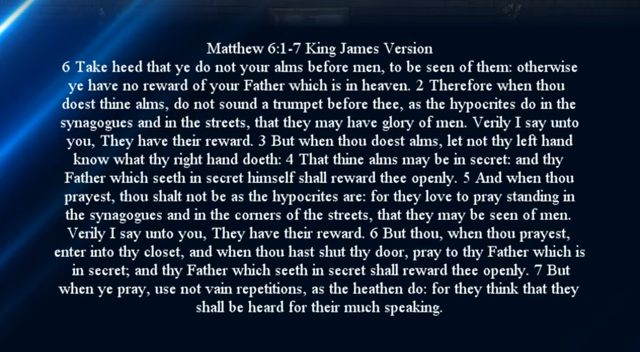 Matthew 6:1-7 King James Version
6 Take heed that ye do not your alms before men, to be seen of them: otherwise
ye have no reward of your Father which is in heaven. 2 Therefore when thou
doest thine alms, do not sound a trumpet before thee, as the hypocrites do in the
synagogues and in the streets, that they may have glory of men. Verily I say unto
you, They have their reward. 3 But when thou doest alms, let not thy left hand
know what thy right hand doeth: 4 That thine alms may be in secret: and thy
Father which seeth in secret himself shall reward thee openly. 5 And when thou
prayest, thou shalt not be as the hypocrites are: for they love to pray standing in
the synagogues and in the corners of the streets, that they may be seen of men.
Verily I say unto you, They have their reward. 6 But thou, when thou prayest,
enter into thy closet, and when thou hast shut thy door, pray to thy Father which is
in secret; and thy Father which seeth in secret shall reward thee openly. 7 But
when ye pray, use not vain repetitions, as the heathen do: for they think that they
shall be heard for their much speaking.